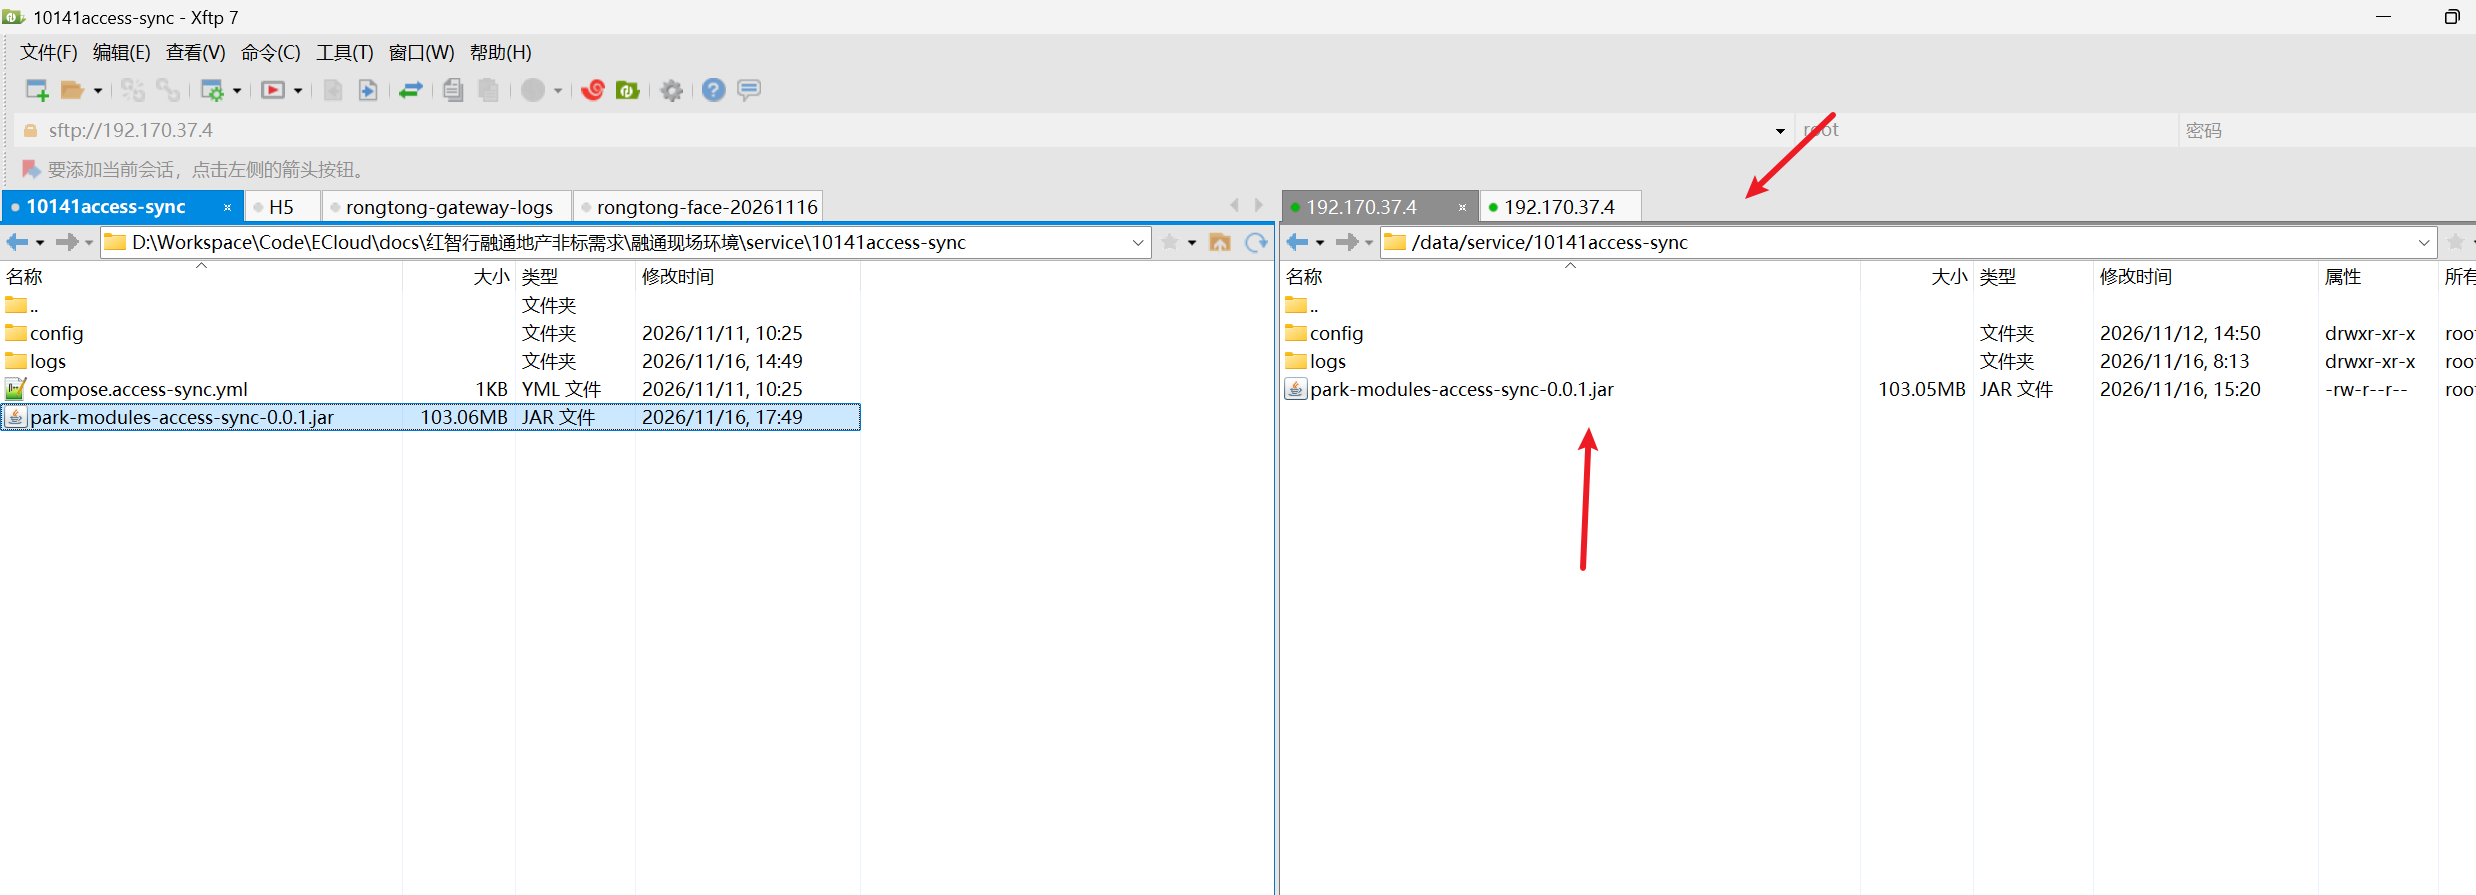 10141access-sync - Xftp 7
文件(F) 编辑(E) 查看(V) 命令(C) 工具(T) 窗口(W) 帮助(H)
sftp://192.170.37.4 root 密码
要添加当前会话，点击左侧的箭头按钮。
10141access-sync H5 rongtong-gateway-logs rongtong-face-20261116
D:\Workspace\Code\ECloud\docs\红智行融通地产非标需求\融通现场环境\service\10141access-sync
名称 大小 类型 修改时间
.. 文件夹
config 文件夹 2026/11/11, 10:25
logs 文件夹 2026/11/16, 14:49
compose.access-sync.yml 1KB YML 文件 2026/11/11, 10:25
park-modules-access-sync-0.0.1.jar 103.06MB JAR 文件 2026/11/16, 17:49
192.170.37.4 192.170.37.4
/data/service/10141access-sync
名称 大小 类型 修改时间 属性 所有
..
config 文件夹 2026/11/12, 14:50 drwxr-xr-x
logs 文件夹 2026/11/16, 8:13 drwxr-xr-x
park-modules-access-sync-0.0.1.jar 103.05MB JAR 文件 2026/11/16, 15:20 -rw-r--r--